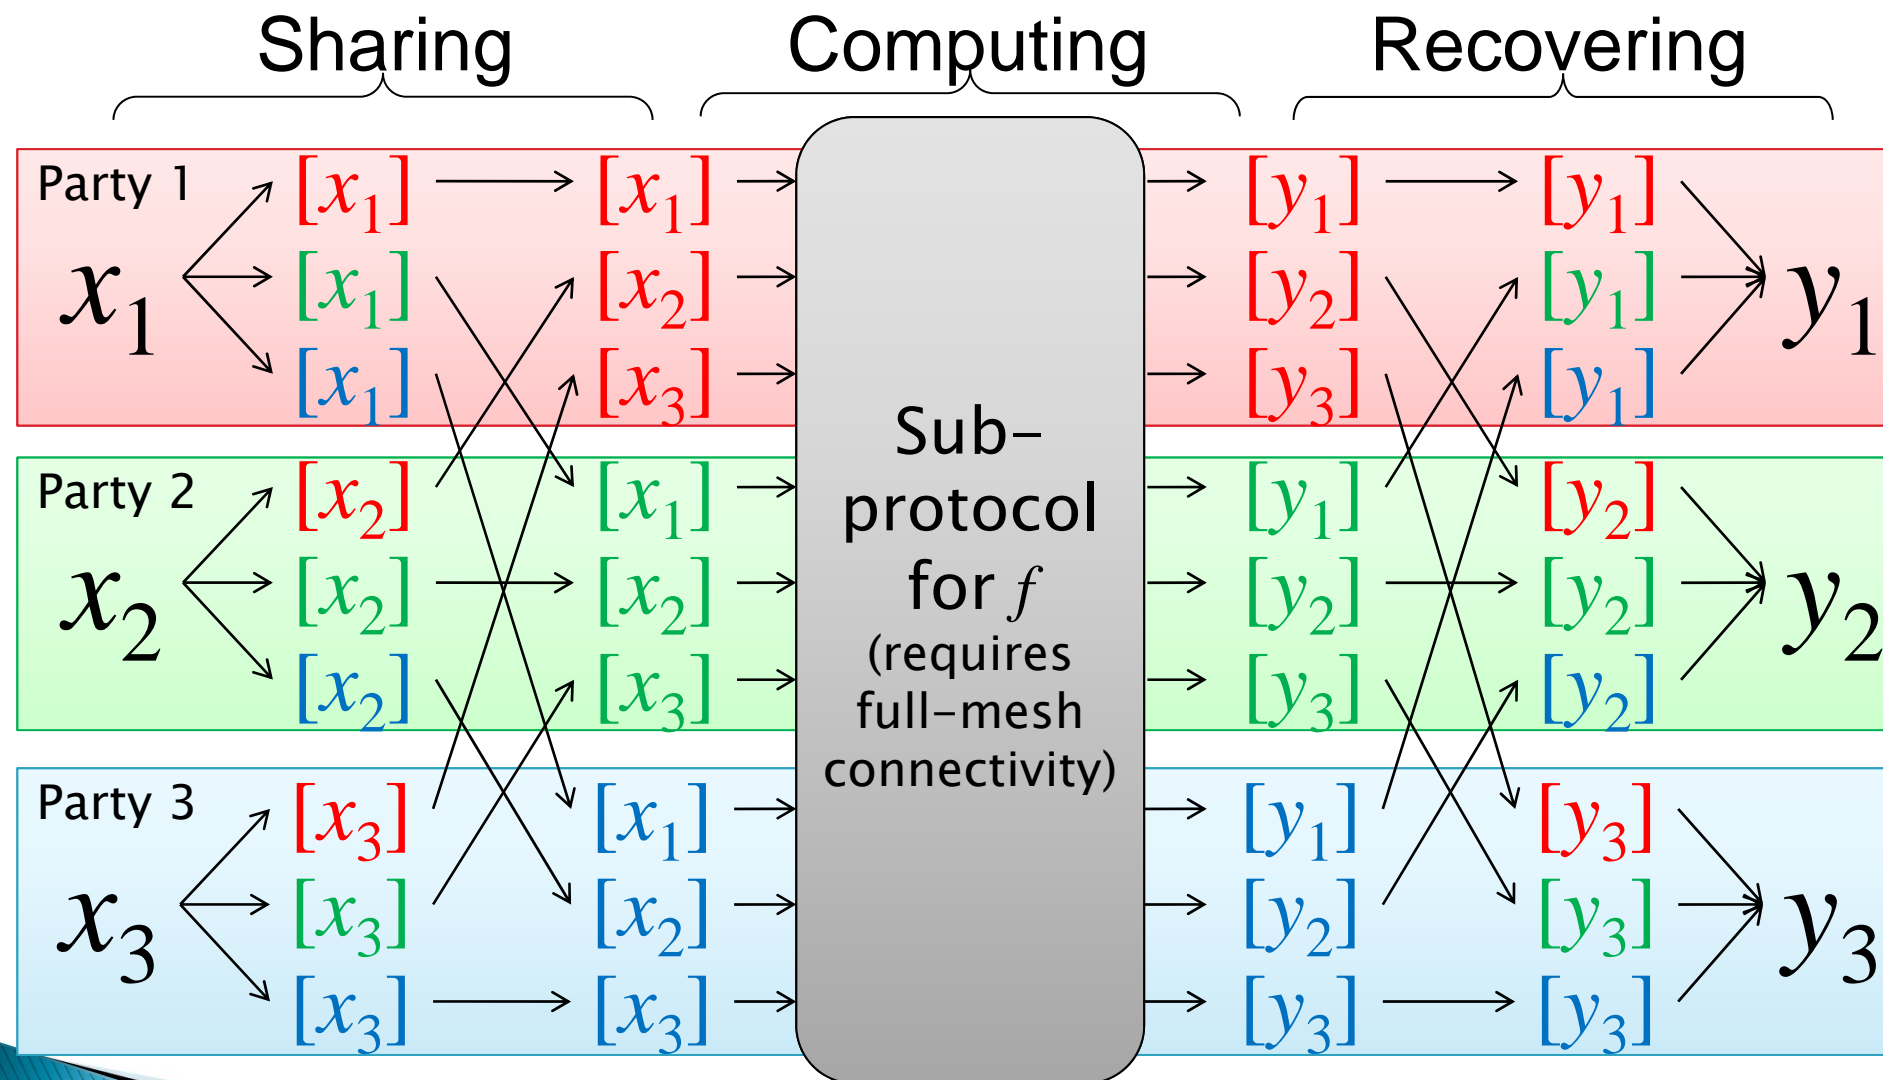 Sharing Computing Recovering
Party 1
[x₁] [x₁] [y₁] [y₁]
x₁ [x₁] [x₂] [y₂] [y₁] y₁
[x₁] [x₃] [y₃] [y₁]
Party 2
[x₂] [x₁] [y₁] [y₂]
x₂ [x₂] [x₂] [y₂] [y₂] y₂
[x₂] [x₃] [y₃] [y₂]
Party 3
[x₃] [x₁] [y₁] [y₃]
x₃ [x₃] [x₂] [y₂] [y₃] y₃
[x₃] [x₃] [y₃] [y₃]
Sub-
protocol
for f
(requires
full-mesh
connectivity)